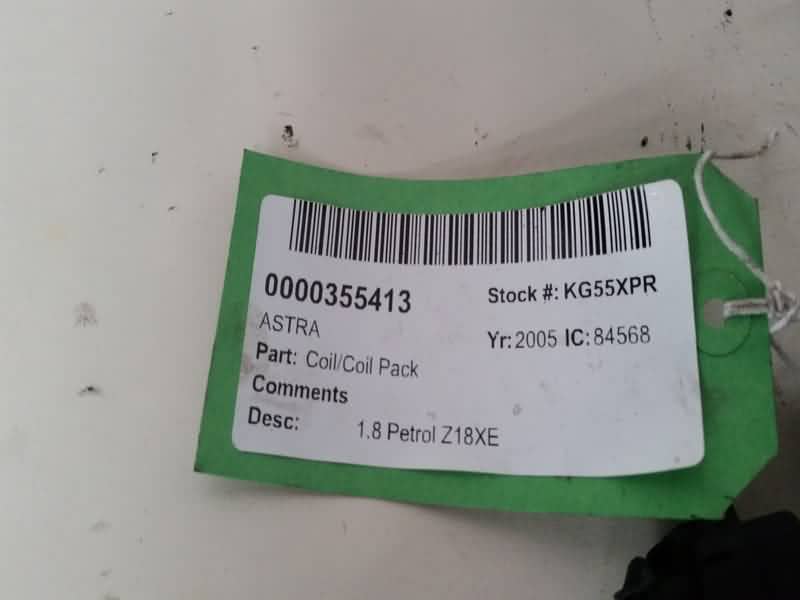 0000355413 Stock #: KG55XPR
ASTRA Yr: 2005 IC: 84568
Part: Coil/Coil Pack
Comments
Desc: 1.8 Petrol Z18XE